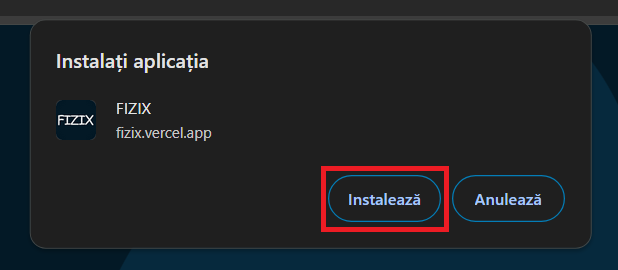 Instalați aplicația
FIZIX
FIZIX
fizix.vercel.app
Instalează
Anulează